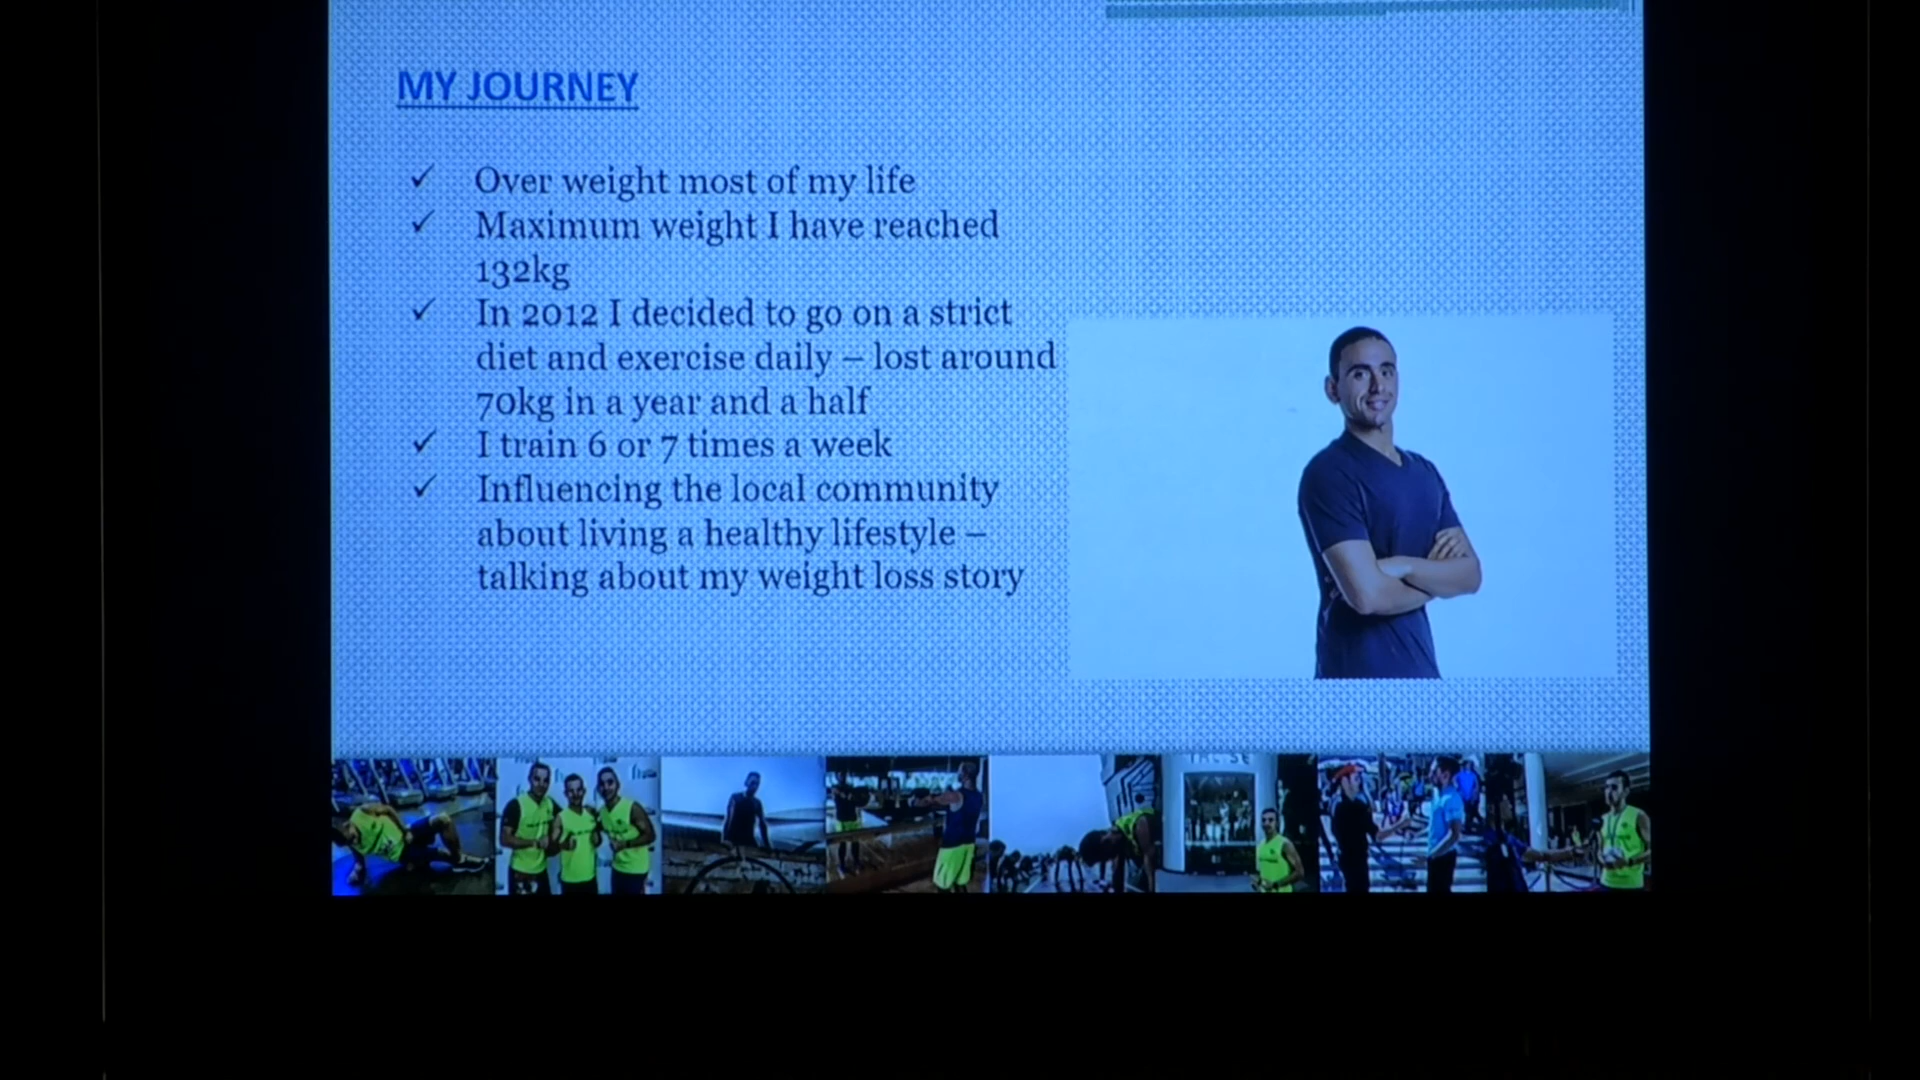 MY JOURNEY
✓ Over weight most of my life
✓ Maximum weight I have reached
132kg
✓ In 2012 I decided to go on a strict
diet and exercise daily – lost around
70kg in a year and a half
✓ I train 6 or 7 times a week
✓ Influencing the local community
about living a healthy lifestyle –
talking about my weight loss story